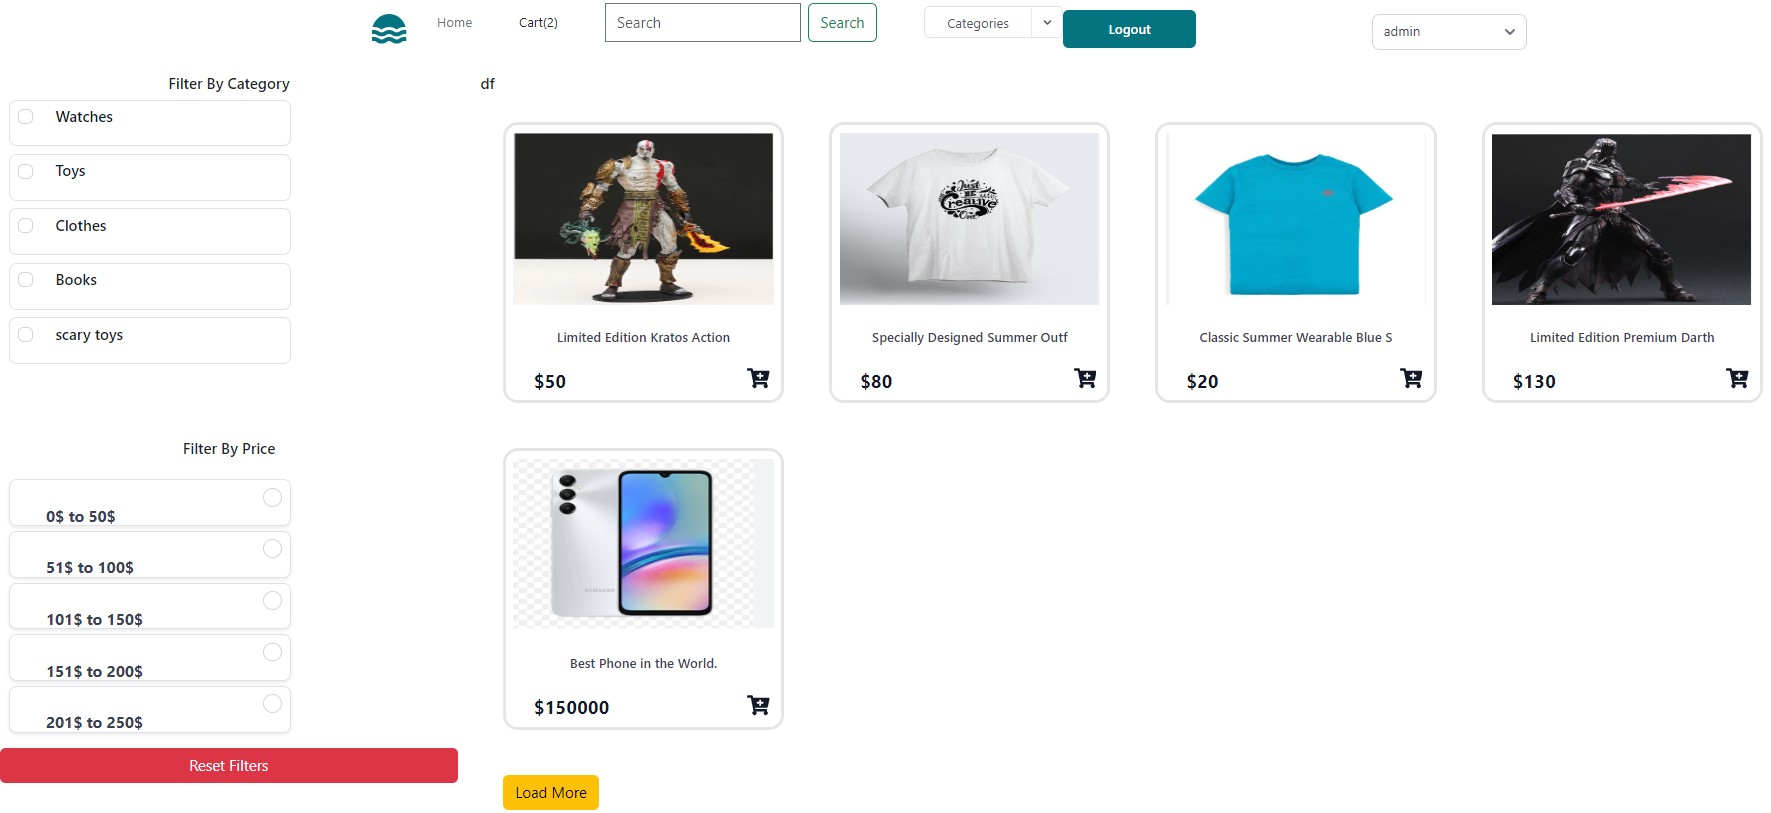 Home
Cart(2)
Search
Search
Categories
Logout
admin
Filter By Category
Watches
Toys
Clothes
Books
scary toys
Filter By Price
0$ to 50$
51$ to 100$
101$ to 150$
151$ to 200$
201$ to 250$
Reset Filters
df
Limited Edition Kratos Action
$50
Just
BE
Creative
One
Specially Designed Summer Outf
$80
Classic Summer Wearable Blue S
$20
Limited Edition Premium Darth
$130
SAMSUNG
Best Phone in the World.
$150000
Load More